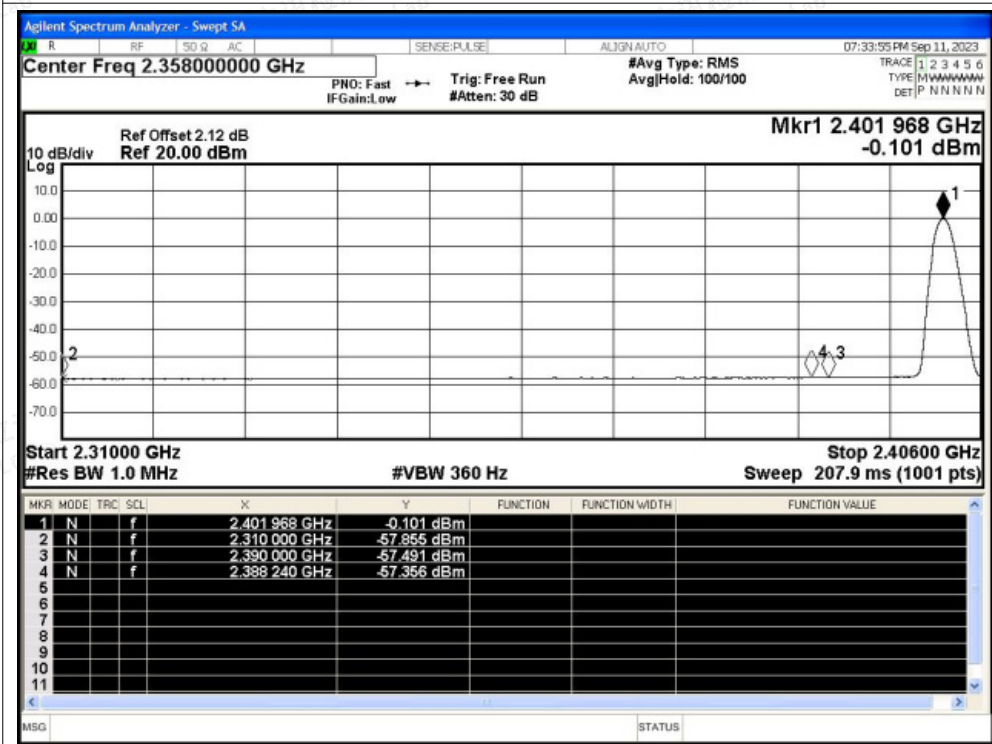 Agilent Spectrum Analyzer - Swept SA
LXI R RF 50 Ω AC SENSE:PULSE ALIGN AUTO 07:33:55 PM Sep 11, 2023
Center Freq 2.358000000 GHz
PNO: Fast
IFGain:Low
Trig: Free Run
#Atten: 30 dB
#Avg Type: RMS
Avg|Hold: 100/100
TRACE 1 2 3 4 5 6
TYPE M
DET P N N N N N
Ref Offset 2.12 dB
10 dB/div Ref 20.00 dBm
Log
Mkr1 2.401 968 GHz
-0.101 dBm
10.0
0.00
-10.0
-20.0
-30.0
-40.0
-50.0
-60.0
-70.0
1
2
4 3
Start 2.31000 GHz Stop 2.40600 GHz
#Res BW 1.0 MHz #VBW 360 Hz Sweep 207.9 ms (1001 pts)
MKR MODE TRC SCL X Y FUNCTION FUNCTION WIDTH FUNCTION VALUE
1 N f 2.401 968 GHz -0.101 dBm
2 N f 2.310 000 GHz -57.855 dBm
3 N f 2.390 000 GHz -57.491 dBm
4 N f 2.388 240 GHz -57.356 dBm
5
6
7
8
9
10
11
MSG STATUS